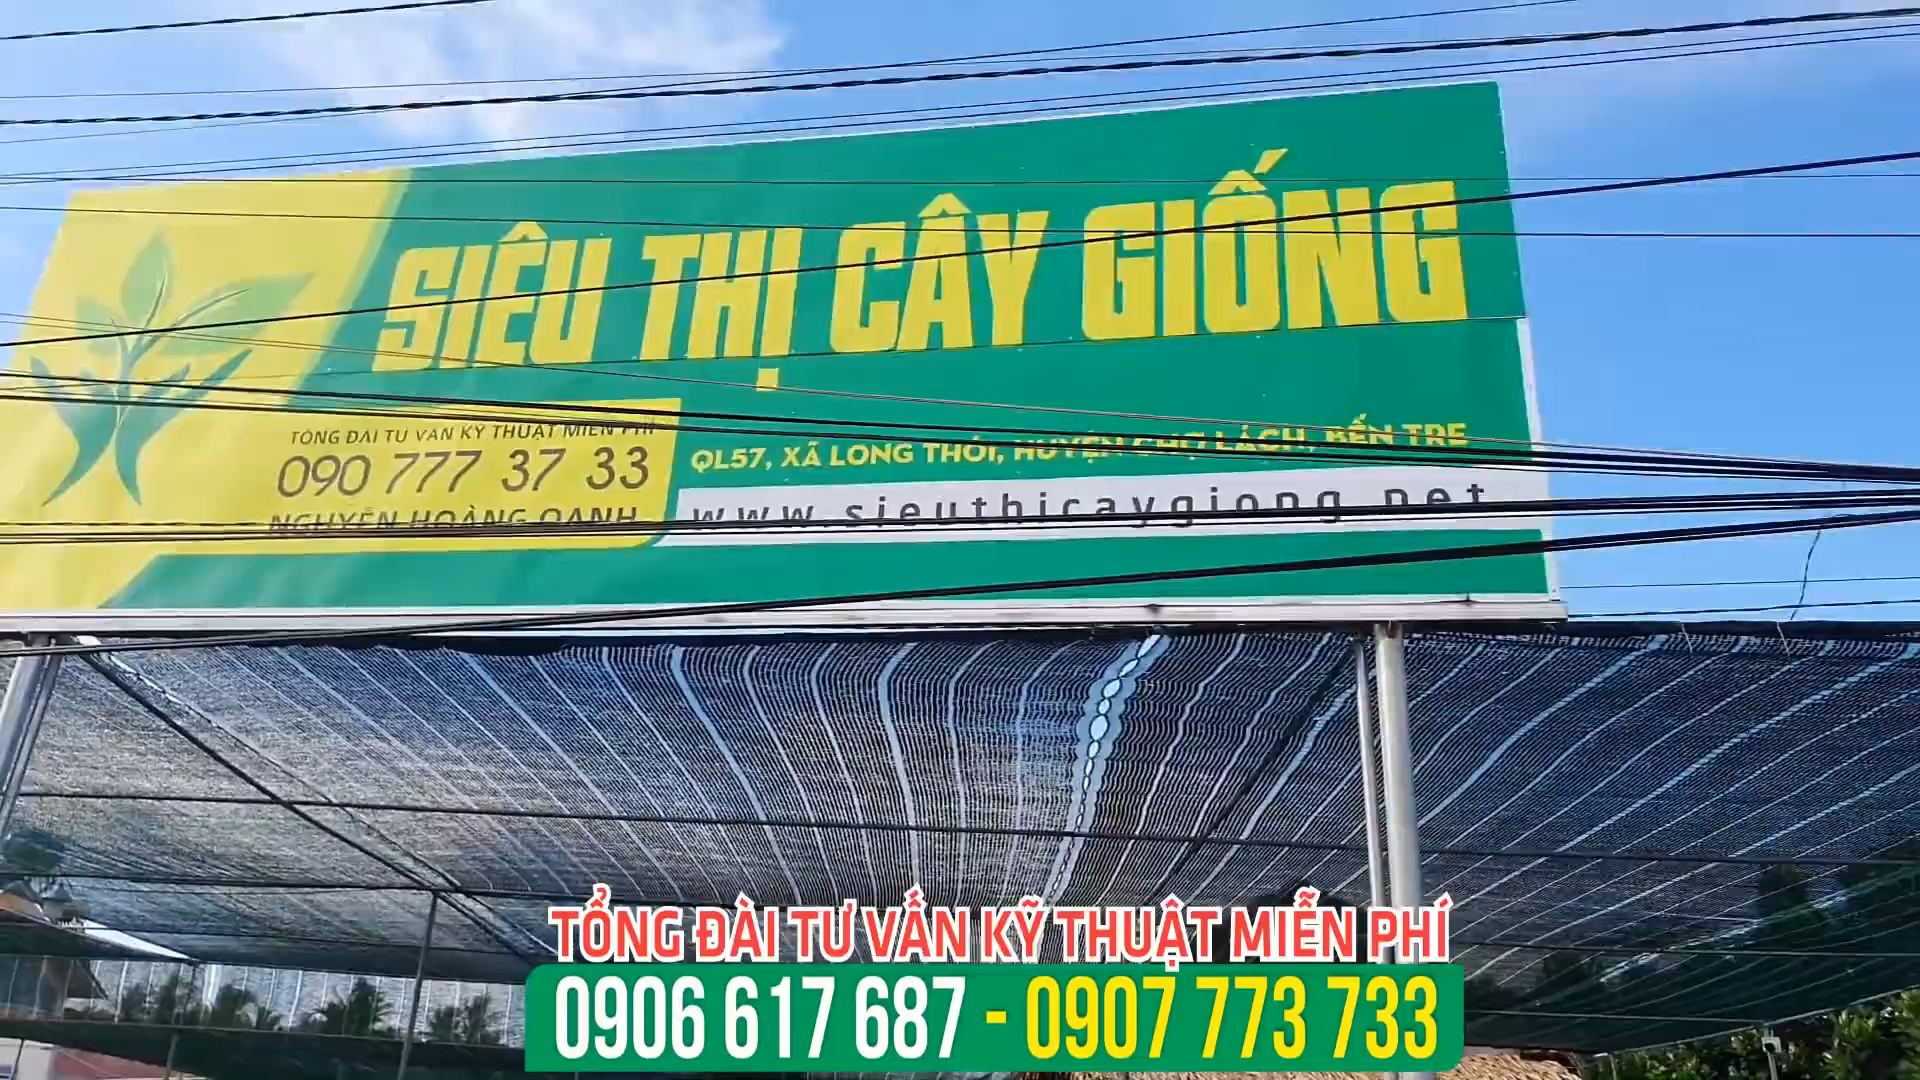 SIÊU THỊ CÂY GIỐNG
TỔNG ĐÀI TƯ VẤN KỸ THUẬT MIỄN PHÍ
090 777 37 33
NGUYỄN HOÀNG OANH
QL57, XÃ LONG THỚI, HUYỆN CHỢ LÁCH, BẾN TRE
www.sieuthicaygiong.net
TỔNG ĐÀI TƯ VẤN KỸ THUẬT MIỄN PHÍ
0906 617 687 - 0907 773 733